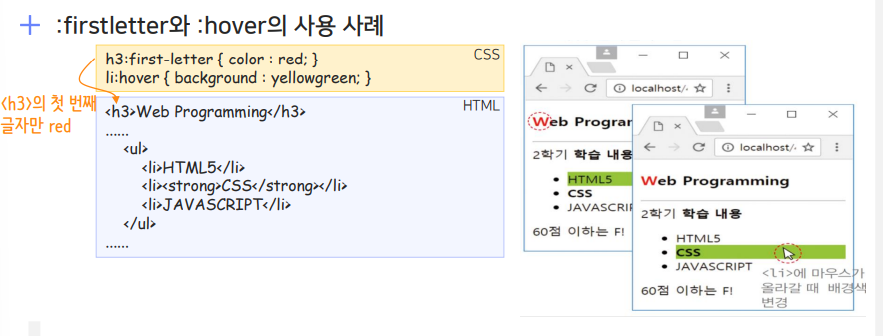 :firstletter와 :hover의 사용 사례
CSS
h3:first-letter { color : red; }
li:hover { background : yellowgreen; }
<h3>의 첫 번째
글자만 red
HTML
<h3>Web Programming</h3>
......
<ul>
<li>HTML5</li>
<li><strong>CSS</strong></li>
<li>JAVASCRIPT</li>
</ul>
......
localhost/
Web Program
2학기 학습 내용
HTML5
CSS
JAVASCRIP
60점 이하는 F!
localhost/
Web Programming
2학기 학습 내용
HTML5
CSS
JAVASCRIPT
60점 이하는 F!
<li>에 마우스가
올라갈 때 배경색
변경